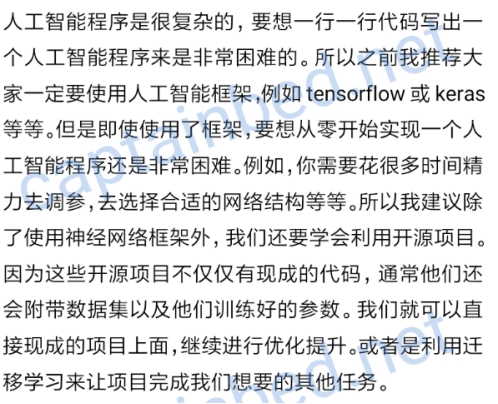 人工智能程序是很复杂的，要想一行一行代码写出一
个人工智能程序来是非常困难的。所以之前我推荐大
家一定要使用人工智能框架,例如 tensorflow 或 keras
等等。但是即使使用了框架,要想从零开始实现一个人
工智能程序还是非常困难。例如,你需要花很多时间精
力去调参,去选择合适的网络结构等等。所以我建议除
了使用神经网络框架外，我们还要学会利用开源项目。
因为这些开源项目不仅仅有现成的代码，通常他们还
会附带数据集以及他们训练好的参数。我们就可以直
接现成的项目上面,继续进行优化提升。或者是利用迁
移学习来让项目完成我们想要的其他任务。
captainbed.net
captainbed.net